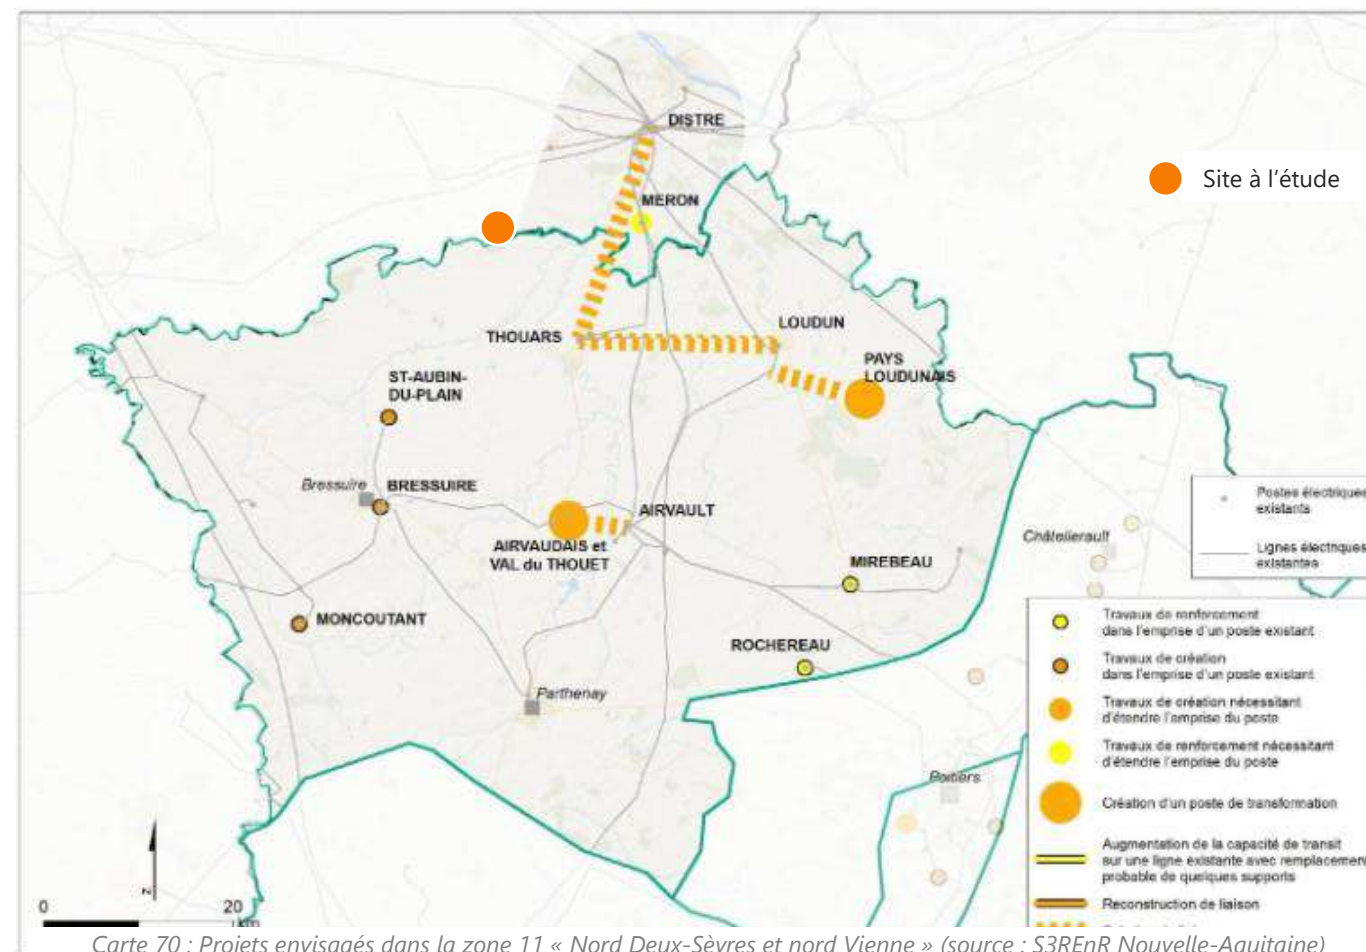 DISTRE
Site à l'étude
MERON
THOUARS
LOUDUN
PAYS
LOUDUNAIS
ST-AUBIN-
DU-PLAIN
Bressuire
BRESSUIRE
AIRVAULT
AIRVAUDAIS et
VAL du THOUET
MIREBEAU
MONCOUTANT
ROCHEREAU
Parthenay
Châtellerault
Poitiers
Postes électriques
existants
Lignes électriques
existantes
Travaux de renforcement
dans l'emprise d'un poste existant
Travaux de création
dans l'emprise d'un poste existant
Travaux de création nécessitant
d'étendre l'emprise du poste
Travaux de renforcement nécessitant
d'étendre l'emprise du poste
Création d'un poste de transformation
Augmentation de la capacité de transit
sur une ligne existante avec remplacement
probable de quelques supports
Reconstruction de liaison
N
0 20
Carte 70 : Projets envisagés dans la zone 11 « Nord Deux-Sèvres et nord Vienne » (source : S3REnR Nouvelle-Aquitaine)